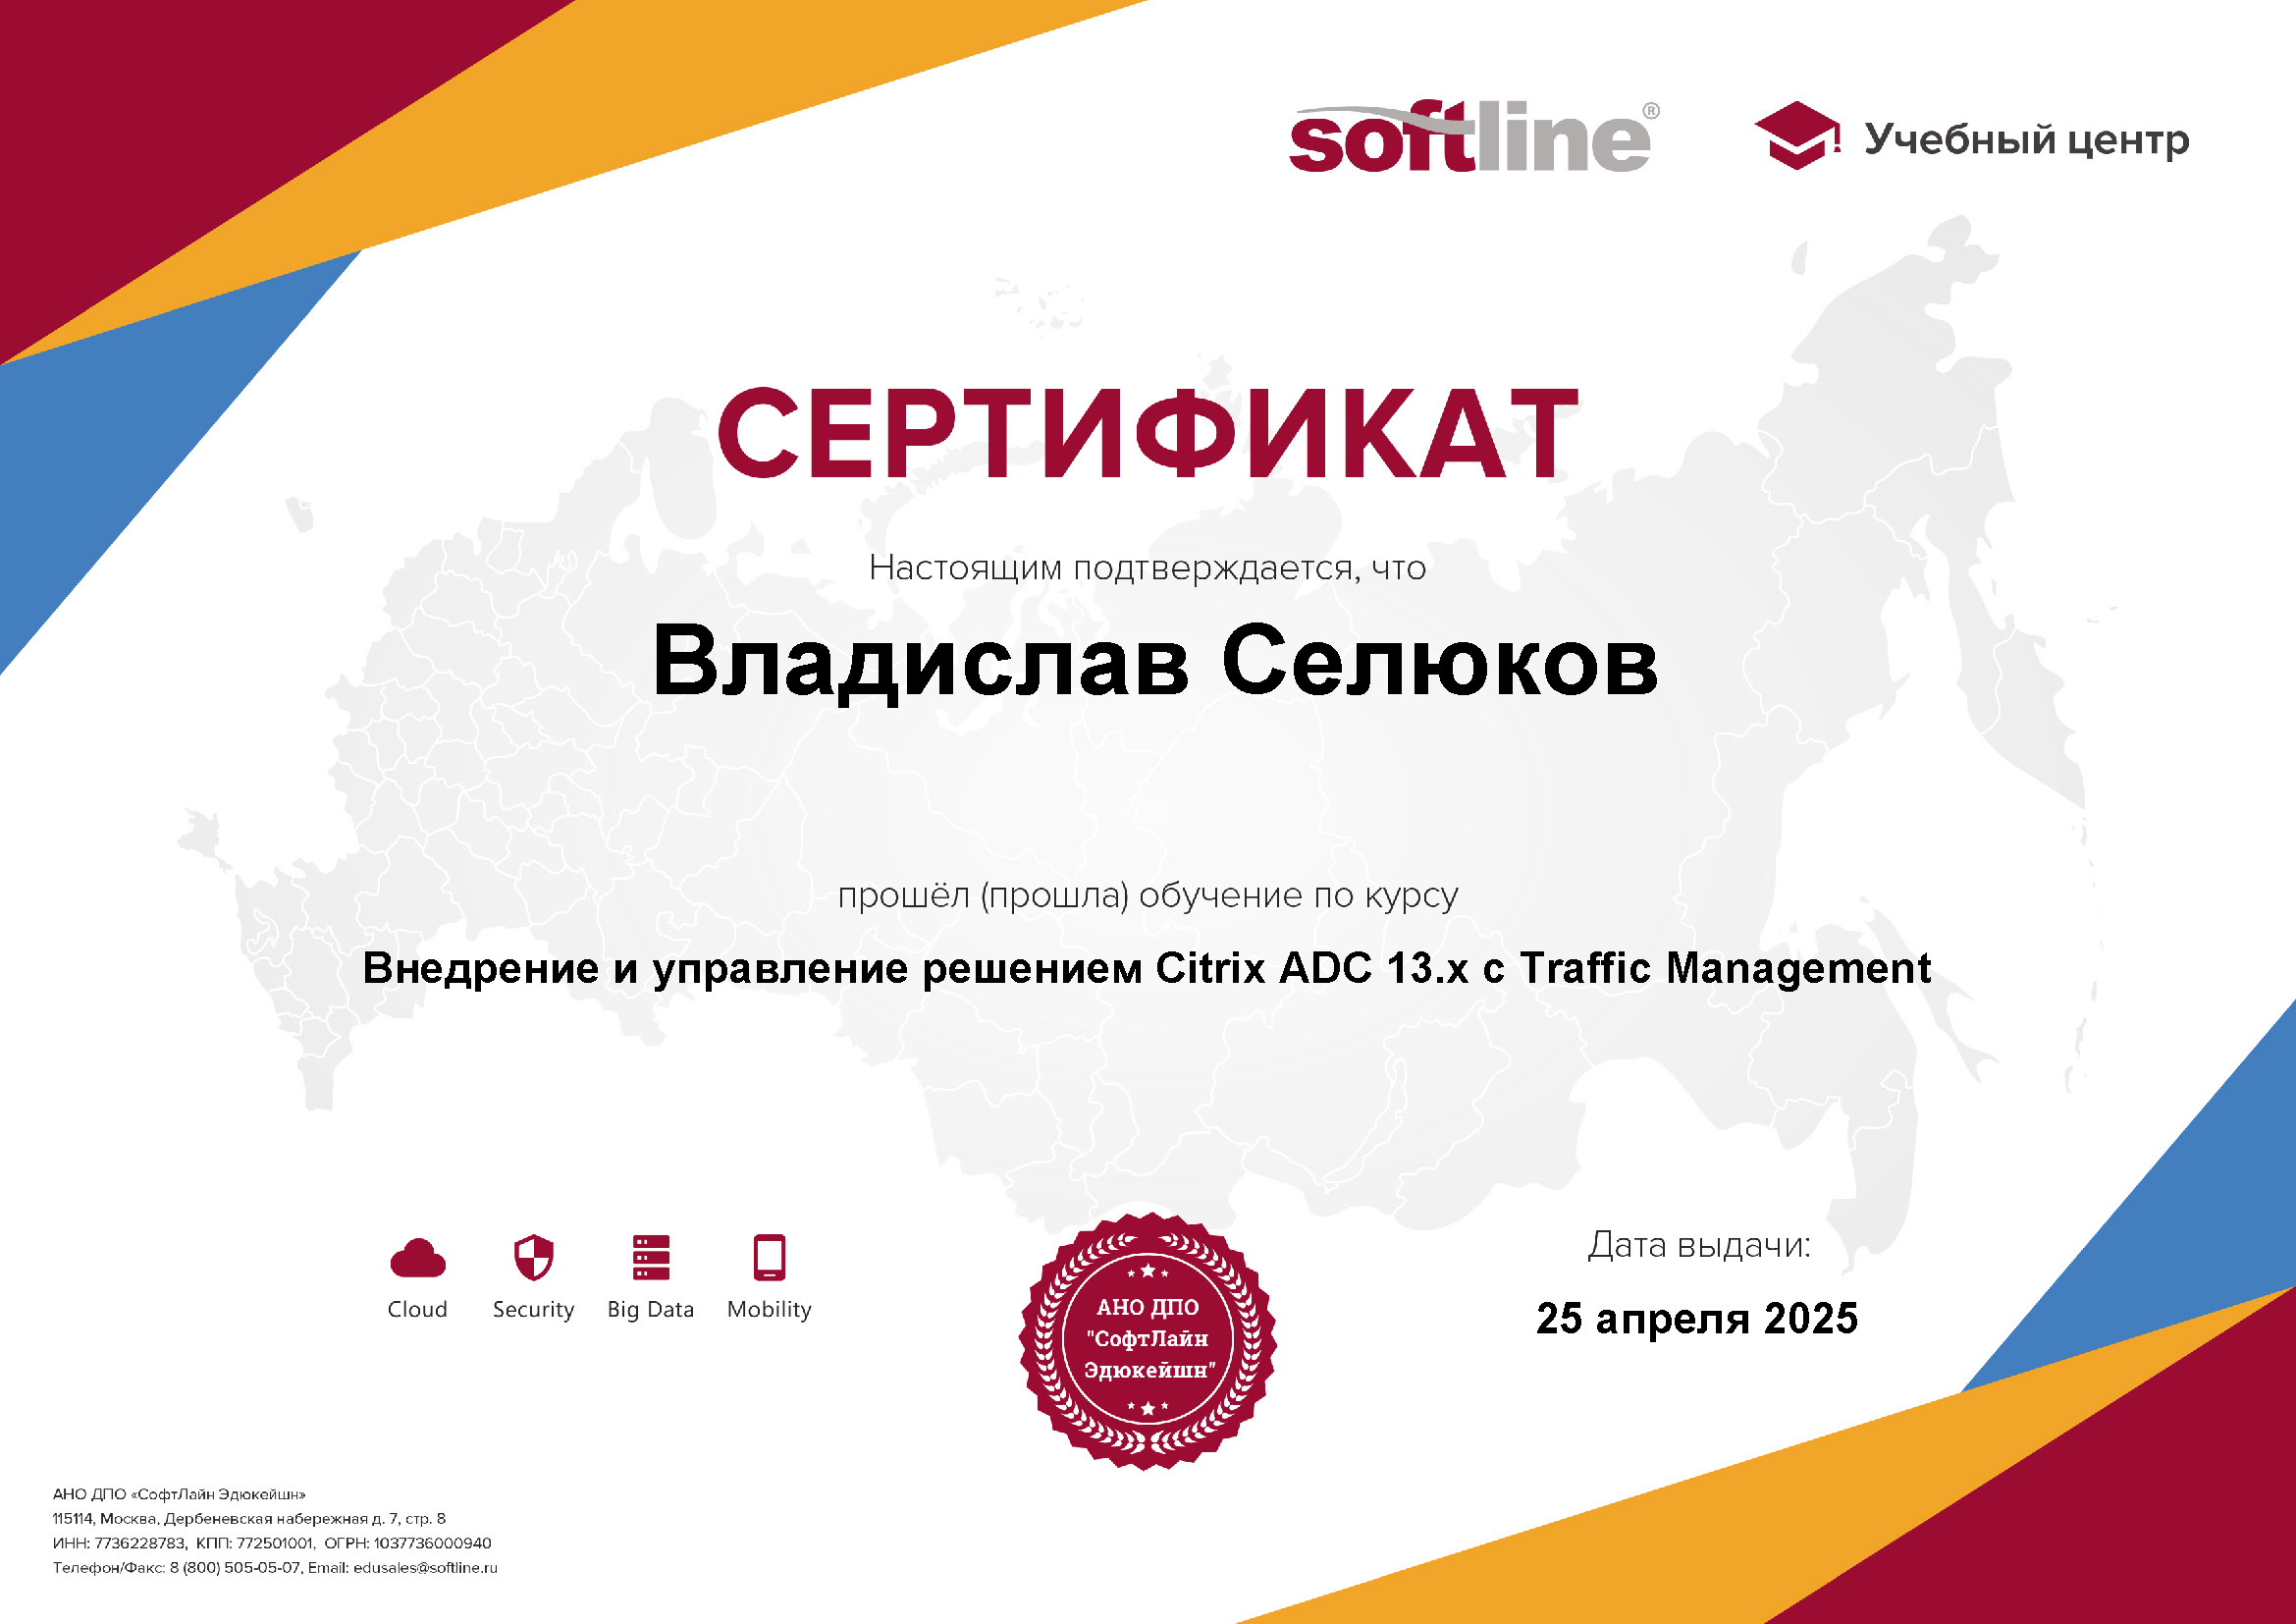 softline®
Учебный центр
СЕРТИФИКАТ
Настоящим подтверждается, что
Владислав Селюков
прошёл (прошла) обучение по курсу
Внедрение и управление решением Citrix ADC 13.x с Traffic Management
Cloud Security Big Data Mobility
АНО ДПО
"СофтЛайн
Эдюкейшн"
Дата выдачи:
25 апреля 2025
АНО ДПО «СофтЛайн Эдюкейшн»
115114, Москва, Дербеневская набережная д. 7, стр. 8
ИНН: 7736228783, КПП: 772501001, ОГРН: 1037736000940
Телефон/Факс: 8 (800) 505-05-07, Email: edusales@softline.ru